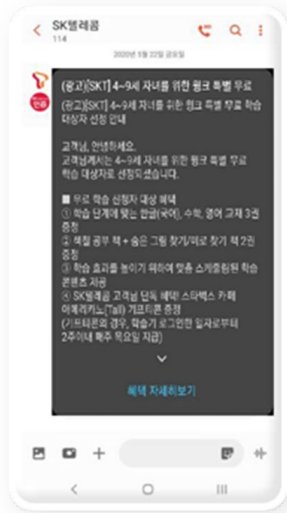 SK텔레콤
114
2020년 5월 22일 금요일
(광고)[SKT] 4~9세 자녀를 위한 윙크 특별 무료
(광고)[SKT] 4~9세 자녀를 위한 윙크 특별 무료 학습
대상자 선정 안내
고객님, 안녕하세요.
고객님께서는 4~9세 자녀를 위한 윙크 특별 무료
학습 대상자로 선정되셨습니다.
■ 무료 학습 신청자 대상 혜택
① 학습 단계에 맞는 한글(국어), 수학, 영어 교재 3권
증정
② 색칠 공부 책 + 숨은 그림 찾기/미로 찾기 책 2권
증정
③ 학습 효과를 높이기 위하여 맞춤 스케줄링된 학습
콘텐츠 제공
④ SK텔레콤 고객님 단독 혜택! 스타벅스 카페
아메리카노(Tall) 기프티콘 증정
(기프티콘의 경우, 학습기 로그인한 일자로부터
2주이내 매주 목요일 지급)
혜택 자세히보기